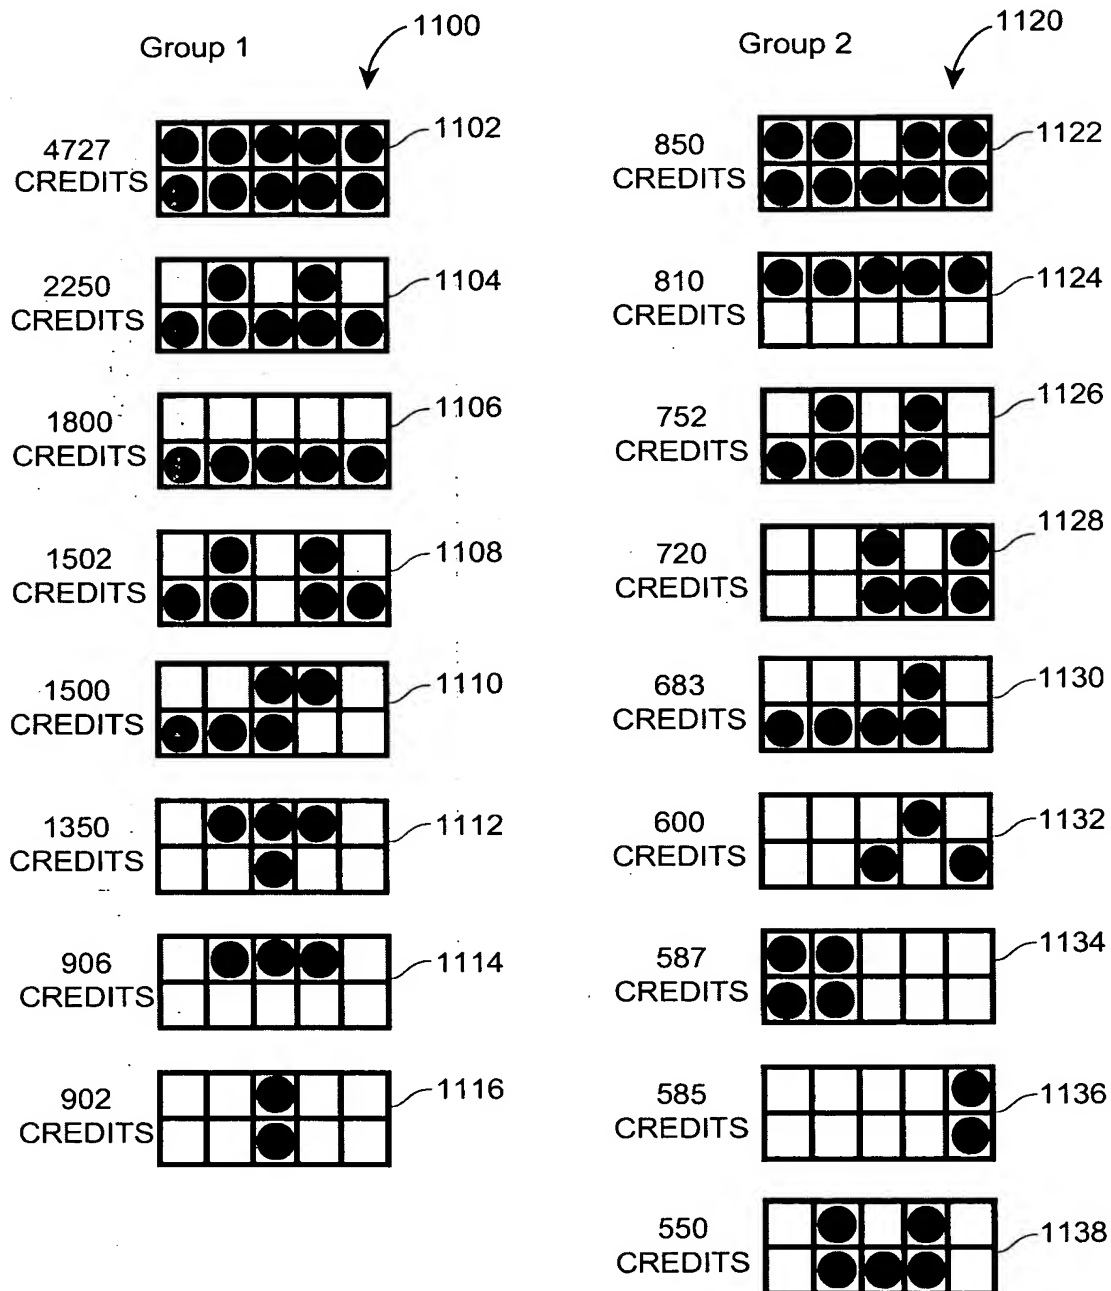 Group 1
1100
4727
CREDITS
1102
2250
CREDITS
1104
1800
CREDITS
1106
1502
CREDITS
1108
1500
CREDITS
1110
1350
CREDITS
1112
906
CREDITS
1114
902
CREDITS
1116
Group 2
1120
850
CREDITS
1122
810
CREDITS
1124
752
CREDITS
1126
720
CREDITS
1128
683
CREDITS
1130
600
CREDITS
1132
587
CREDITS
1134
585
CREDITS
1136
550
CREDITS
1138